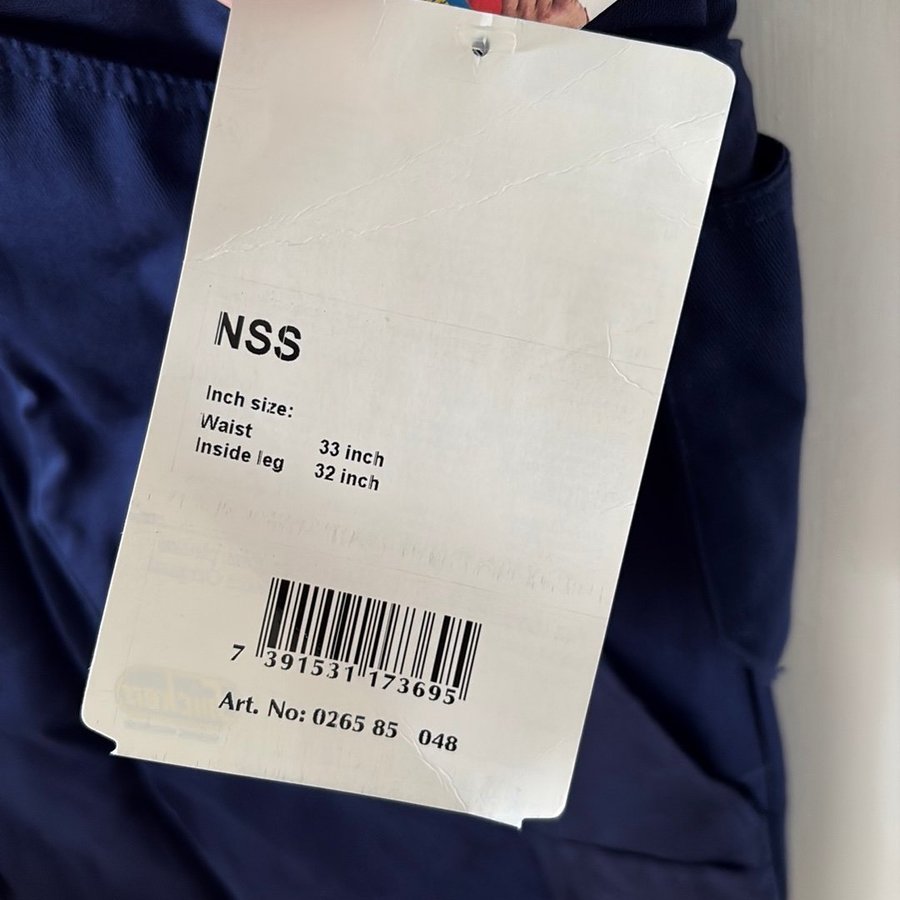 NSS
Inch size:
Waist 33 inch
Inside leg 32 inch
7 391531 173695
Art. No: 0265 85 048